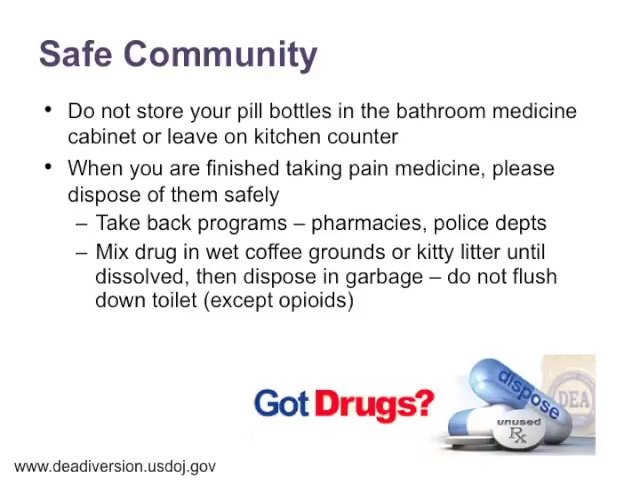 Safe Community
• Do not store your pill bottles in the bathroom medicine
cabinet or leave on kitchen counter
• When you are finished taking pain medicine, please
dispose of them safely
– Take back programs – pharmacies, police depts
– Mix drug in wet coffee grounds or kitty litter until
dissolved, then dispose in garbage – do not flush
down toilet (except opioids)
Got Drugs?
dispose
DEA
unused
Rx
www.deadiversion.usdoj.gov